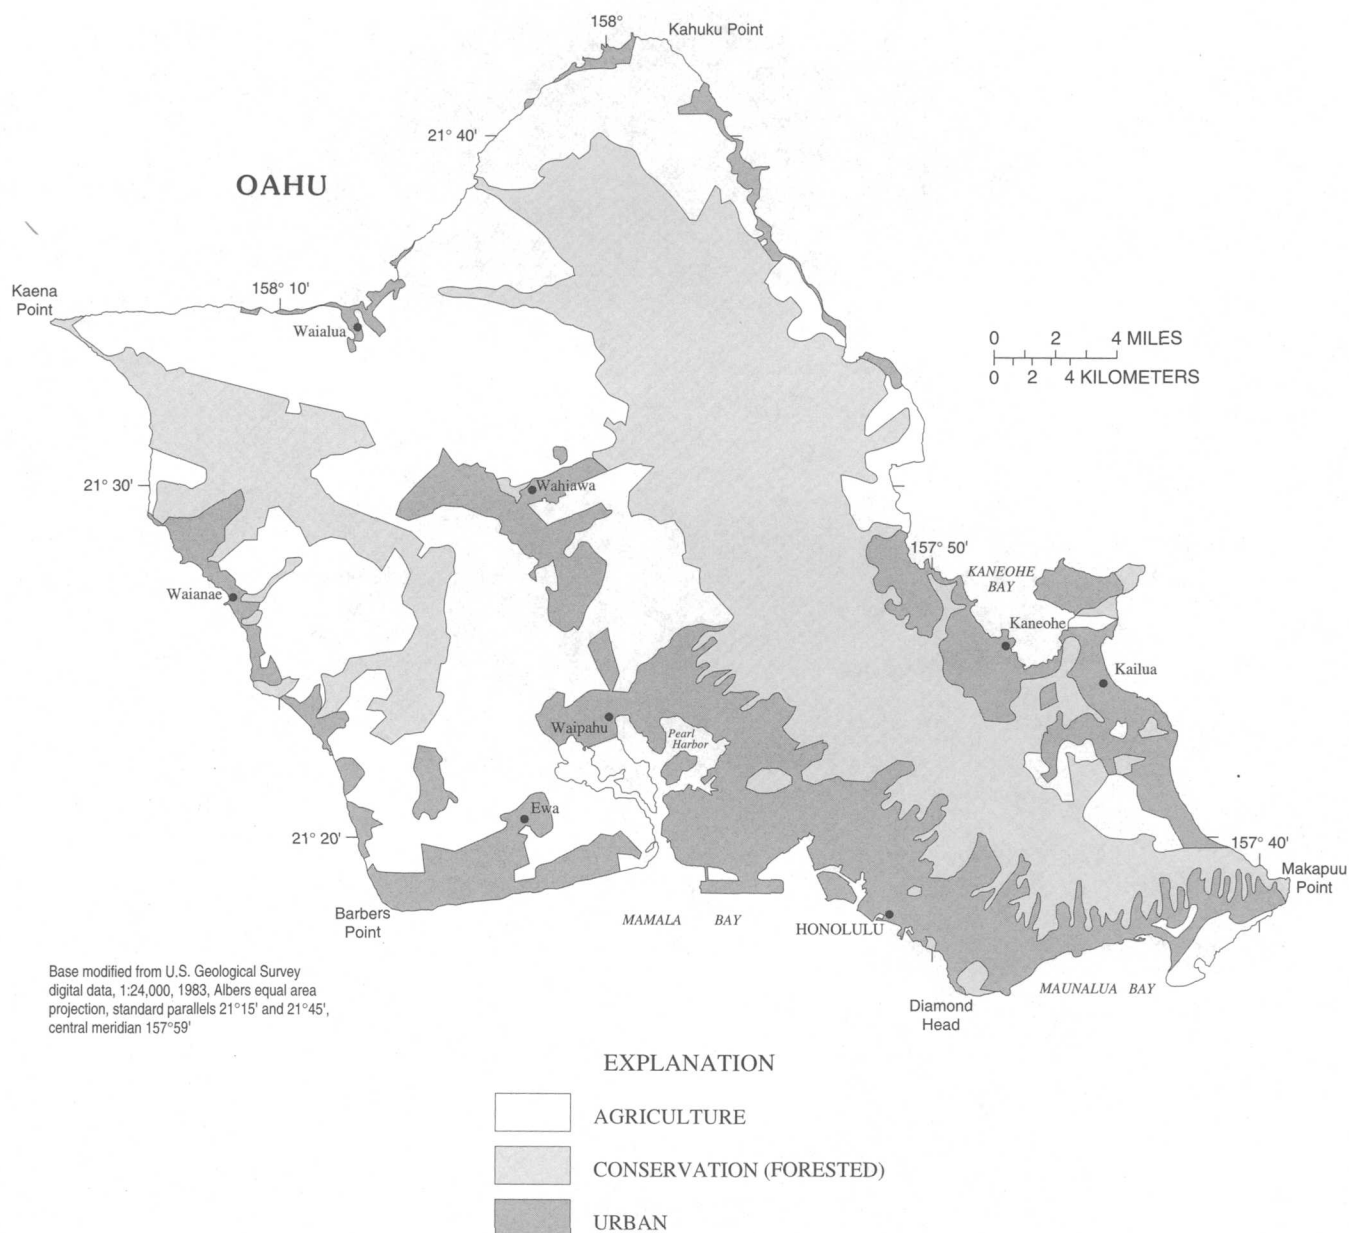 158°
Kahuku Point
21° 40'
OAHU
Kaena
Point
158° 10'
Waialua
0 2 4 MILES
0 2 4 KILOMETERS
21° 30'
Wahiawa
157° 50'
KANEOHE
BAY
Waianae
Kaneohe
Kailua
Waipahu
Pearl
Harbor
Ewa
21° 20'
157° 40'
Makapuu
Point
Barbers
Point
MAMALA BAY
HONOLULU
MAUNALUA BAY
Diamond
Head
Base modified from U.S. Geological Survey
digital data, 1:24,000, 1983, Albers equal area
projection, standard parallels 21°15' and 21°45',
central meridian 157°59'
EXPLANATION
AGRICULTURE
CONSERVATION (FORESTED)
URBAN